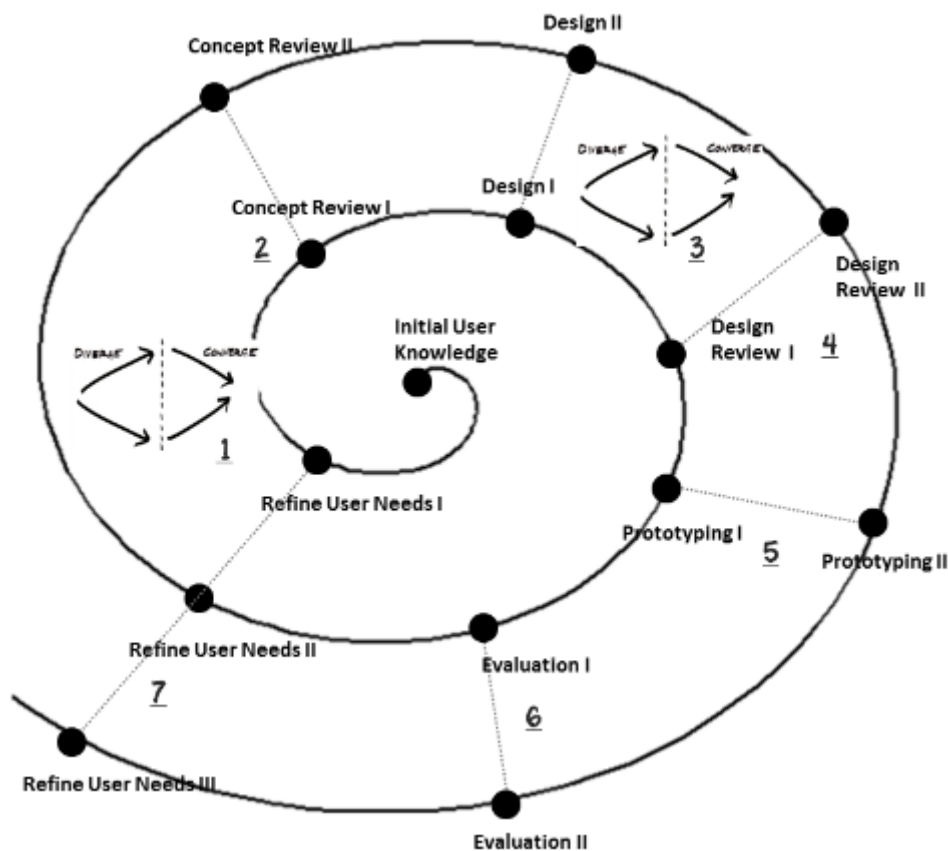 Design II
Concept Review II
DIVERGE
CONVERGE
Design I
Concept Review I
2
3
Design
Review II
Initial User
Knowledge
Design
Review I
4
DIVERGE
CONVERGE
1
Refine User Needs I
Prototyping I
5
Prototyping II
Refine User Needs II
Evaluation I
7
6
Refine User Needs III
Evaluation II